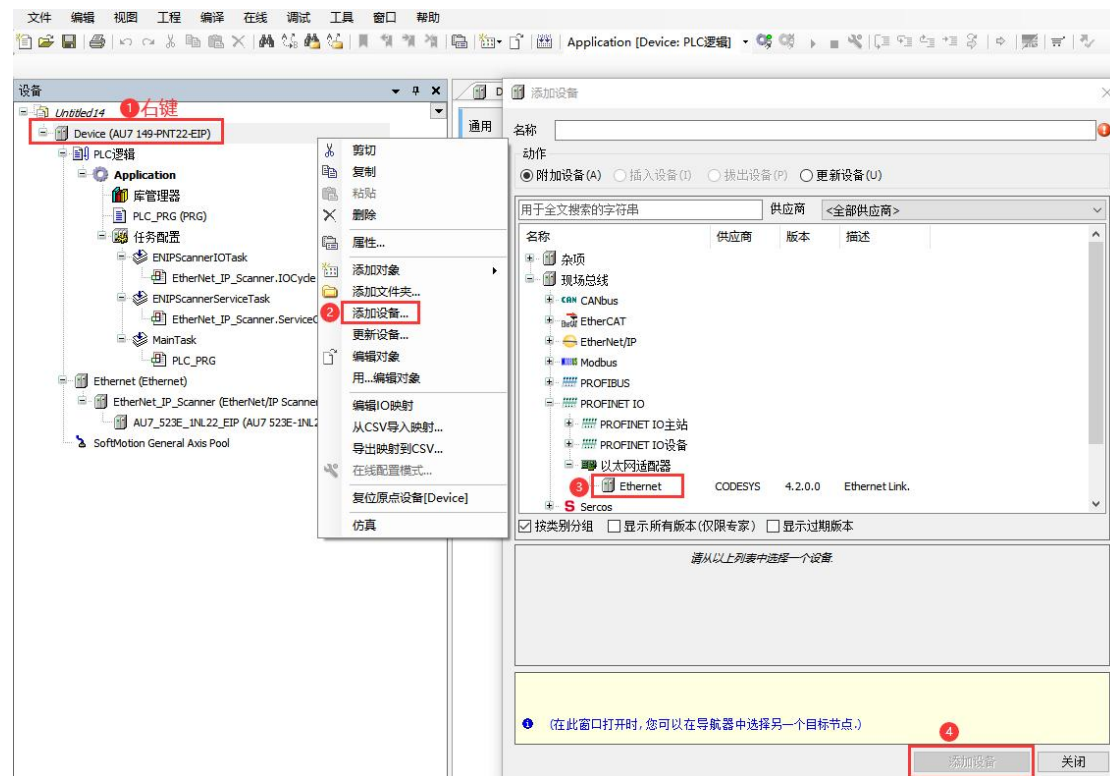 文件 编辑 视图 工程 编译 在线 调试 工具 窗口 帮助
Application [Device: PLC逻辑]
设备
Untitled14
1 右键
Device (AU7 149-PNT22-EIP)
PLC逻辑
Application
库管理器
PLC_PRG (PRG)
任务配置
ENIPScannerIOTask
EtherNet_IP_Scanner.IOCycle
ENIPScannerServiceTask
EtherNet_IP_Scanner.ServiceC
MainTask
PLC_PRG
Ethernet (Ethernet)
EtherNet_IP_Scanner (EtherNet/IP Scanner
AU7_523E_1NL22_EIP (AU7 523E-1NL2
SoftMotion General Axis Pool
剪切
复制
粘贴
删除
属性...
添加对象
添加文件夹...
2 添加设备...
更新设备...
编辑对象
用...编辑对象
编辑IO映射
从CSV导入映射...
导出映射到CSV...
在线配置模式...
复位原点设备[Device]
仿真
D
通用
添加设备
名称
动作
附加设备(A) 插入设备(I) 拔出设备(P) 更新设备(U)
用于全文搜索的字符串 供应商 <全部供应商>
名称 供应商 版本 描述
杂项
现场总线
CAN CANbus
EtherCAT
EtherNet/IP
Modbus
PROFIBUS
PROFINET IO
PROFINET IO主站
PROFINET IO设备
以太网适配器
3 Ethernet CODESYS 4.2.0.0 Ethernet Link.
S Sercos
按类别分组 显示所有版本(仅限专家) 显示过期版本
请从以上列表中选择一个设备.
(在此窗口打开时, 您可以在导航器中选择另一个目标节点.)
4
添加设备 关闭